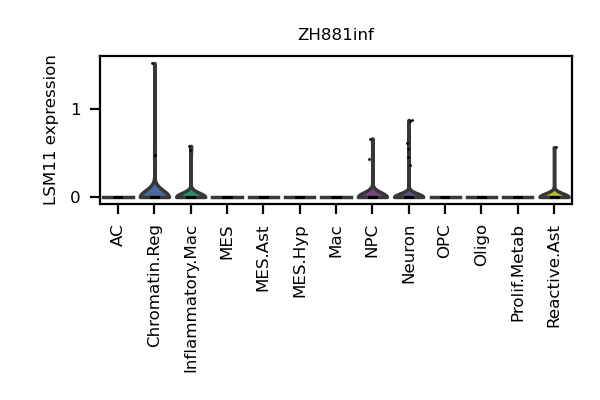 ZH881inf
LSM11 expression
1
0
AC
Chromatin.Reg
Inflammatory.Mac
MES
MES.Ast
MES.Hyp
Mac
NPC
Neuron
OPC
Oligo
Prolif.Metab
Reactive.Ast